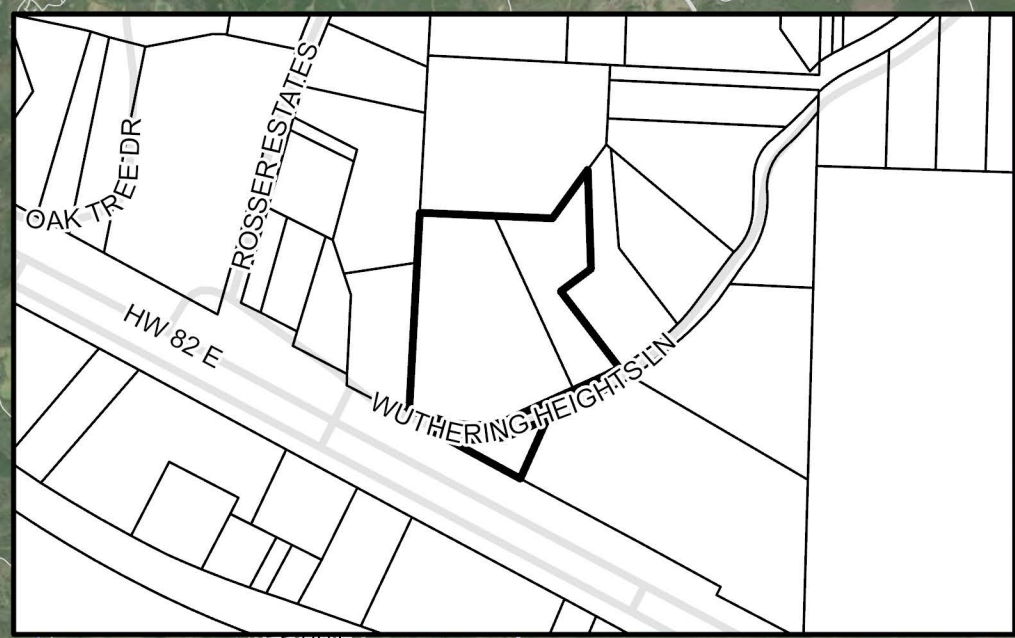 OAK TREE DR
ROSSER ESTATES
HW 82 E
WUTHERING HEIGHTS LN